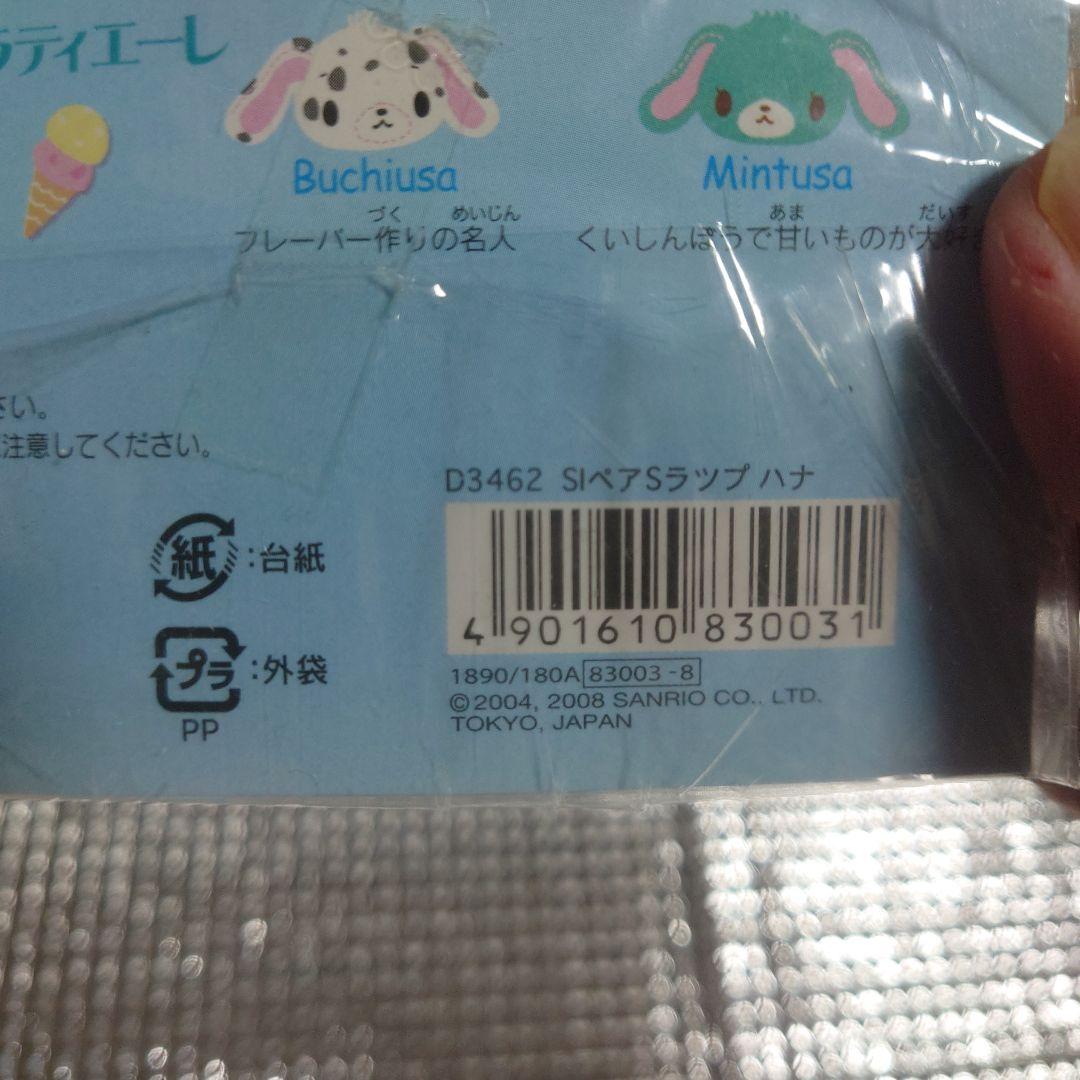 ラティエーレ
Buchiusa
Mintusa
づく めいじん
フレーバー作りの名人
あま だいす
くいしんぼうで甘いものが大好き
さい。
ご注意してください。
D3462 SIペアSラツプ ハナ
紙:台紙
4 901610 830031
プラ:外袋
PP
1890/180A 83003-8
©2004, 2008 SANRIO CO., LTD.
TOKYO, JAPAN